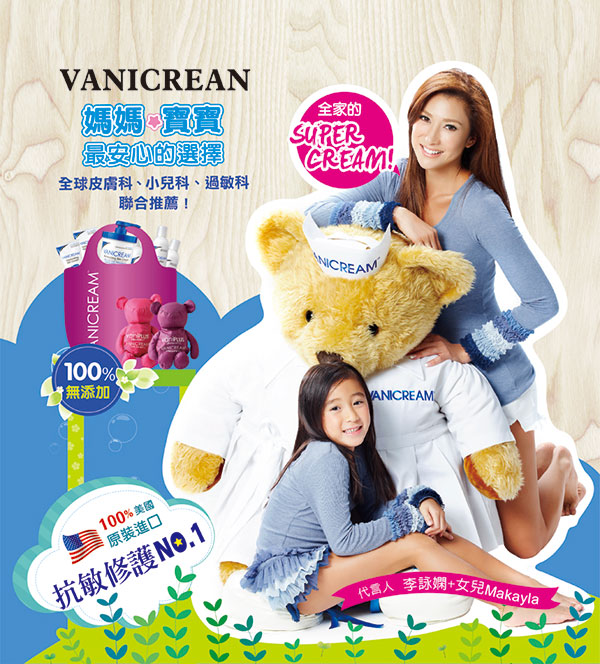 VANICREAN
媽媽 寶寶
最安心的選擇
全球皮膚科、小兒科、過敏科
聯合推薦！
全家的
SUPER
CREAM!
VANICREAM
VANICREAM
VANICREAM
100%
無添加
VANICREAM
100%美國
原裝進口
抗敏修護NO.1
代言人 李詠嫻+女兒Makayla